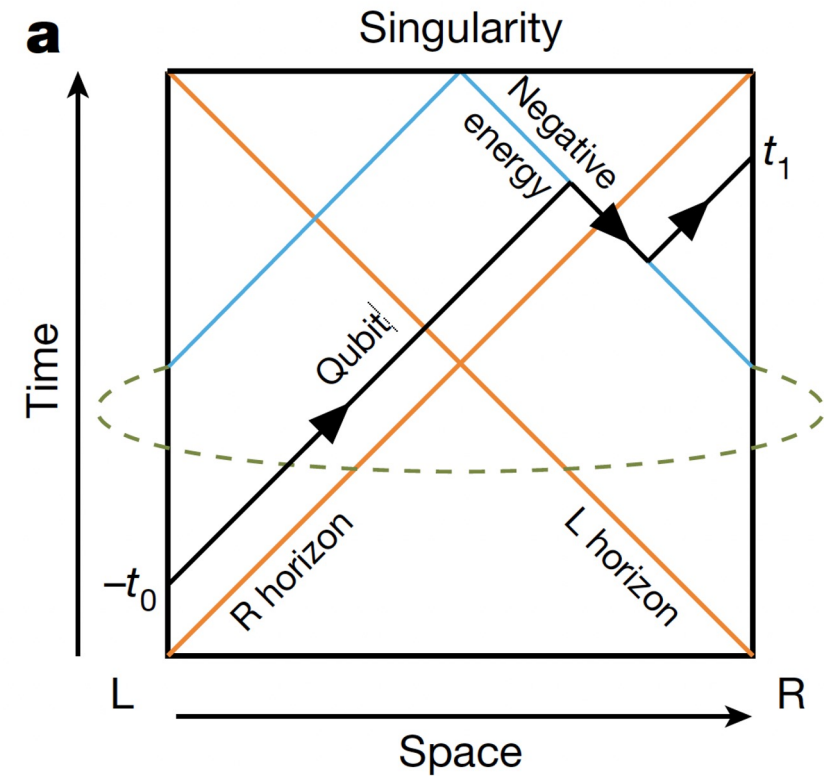 a
Singularity
Negative
energy
t₁
Qubit
Time
R horizon
L horizon
–t₀
L
R
Space